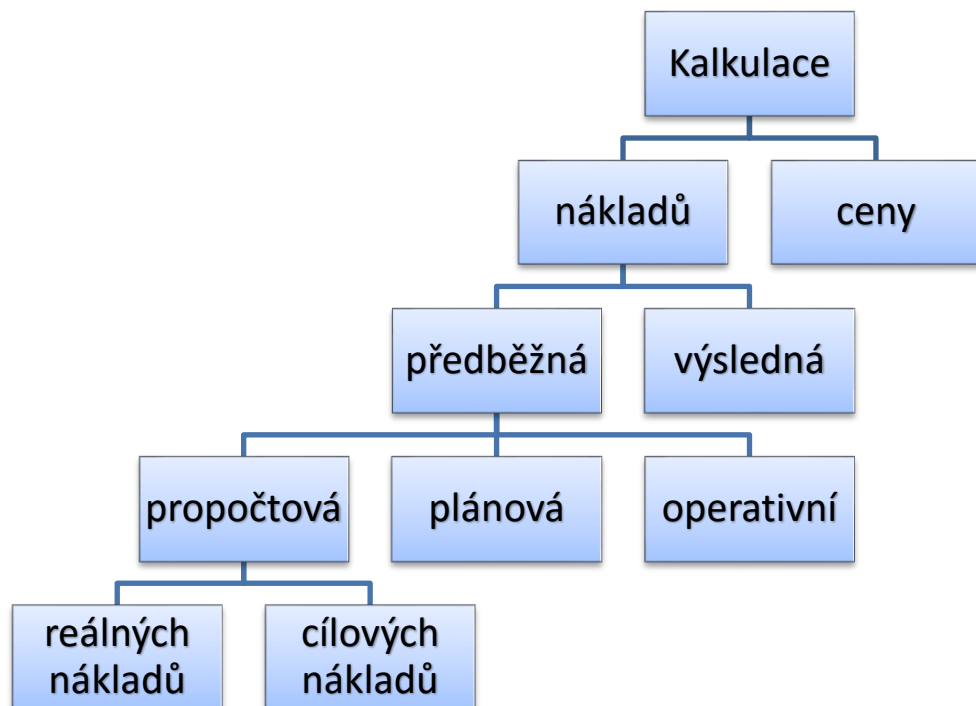 Kalkulace
nákladů
ceny
předběžná
výsledná
propočtová
plánová
operativní
reálných
nákladů
cílových
nákladů